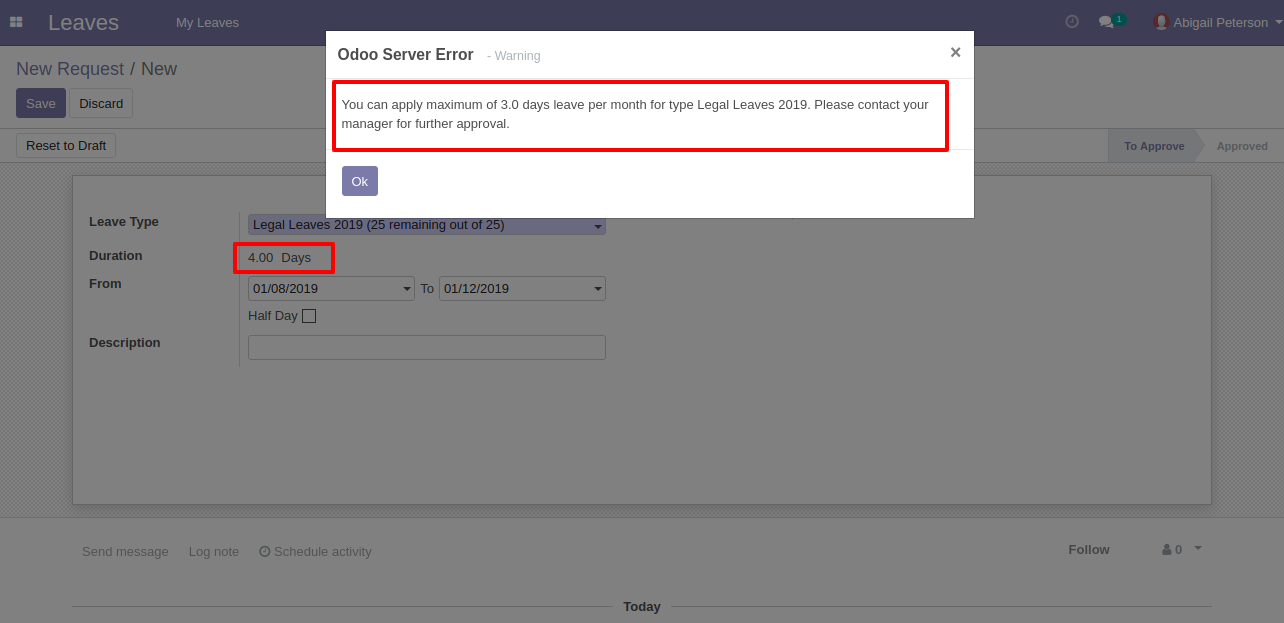 Leaves My Leaves 1 Abigail Peterson
Odoo Server Error - Warning ×
New Request / New
Save Discard
You can apply maximum of 3.0 days leave per month for type Legal Leaves 2019. Please contact your
manager for further approval.
Reset to Draft To Approve Approved
Ok
Leave Type Legal Leaves 2019 (25 remaining out of 25)
Duration 4.00 Days
From 01/08/2019 To 01/12/2019
Half Day
Description
Send message Log note Schedule activity Follow 0
Today